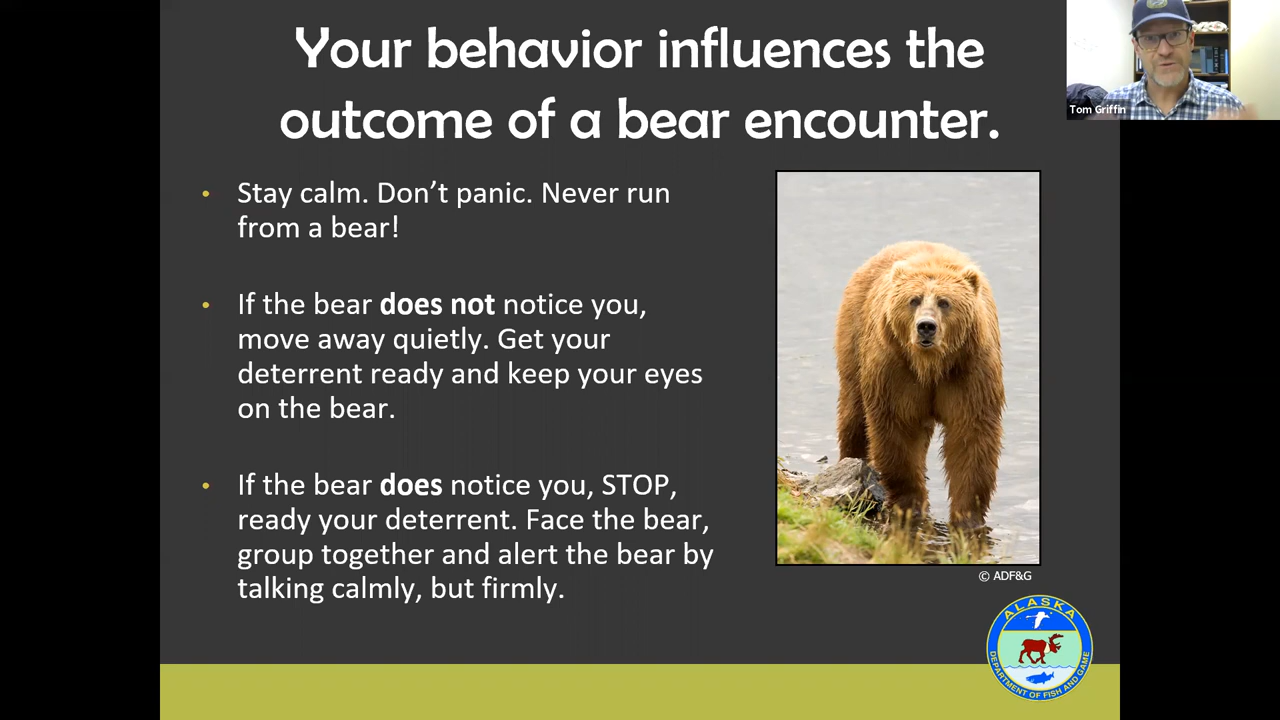 Your behavior influences the
outcome of a bear encounter.
Tom Griffin
• Stay calm. Don’t panic. Never run
from a bear!
• If the bear does not notice you,
move away quietly. Get your
deterrent ready and keep your eyes
on the bear.
• If the bear does notice you, STOP,
ready your deterrent. Face the bear,
group together and alert the bear by
talking calmly, but firmly.
© ADF&G
ALASKA
DEPARTMENT OF FISH AND GAME